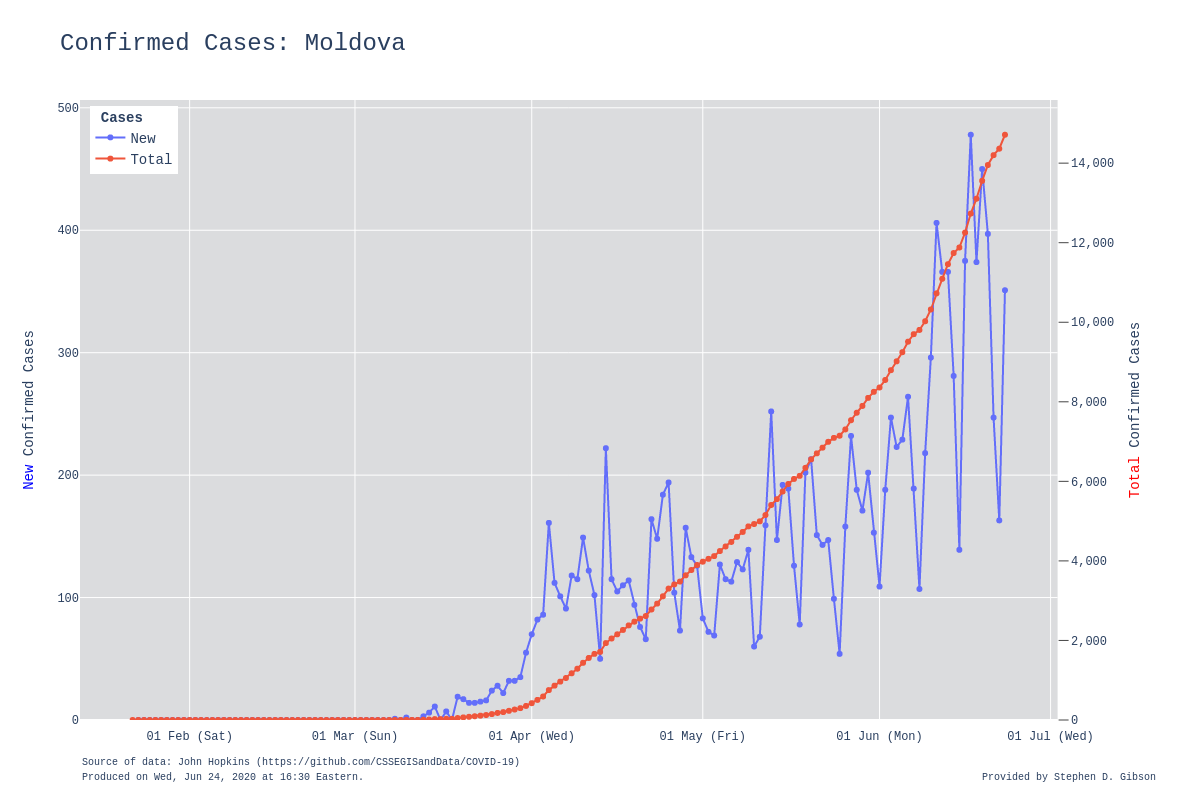 Confirmed Cases: Moldova
Cases
New
Total
500
400
300
200
100
0
14,000
12,000
10,000
8,000
6,000
4,000
2,000
0
New Confirmed Cases
Total Confirmed Cases
01 Feb (Sat) 01 Mar (Sun) 01 Apr (Wed) 01 May (Fri) 01 Jun (Mon) 01 Jul (Wed)
Source of data: John Hopkins (https://github.com/CSSEGISandData/COVID-19)
Produced on Wed, Jun 24, 2020 at 16:30 Eastern.
Provided by Stephen D. Gibson